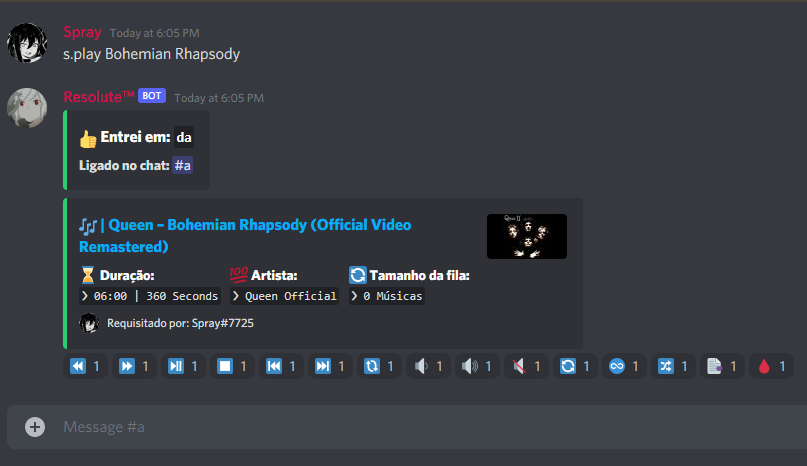 Spray Today at 6:05 PM
s.play Bohemian Rhapsody
Resolute™ BOT Today at 6:05 PM
Entrei em: da
Ligado no chat: #a
| Queen – Bohemian Rhapsody (Official Video
Remastered)
Duração: 💯 Artista: Tamanho da fila:
❯ 06:00 | 360 Seconds ❯ Queen Official ❯ 0 Músicas
Requisitado por: Spray#7725
1 1 1 1 1 1 1 1 1 1 1 1 1 1 1
Message #a